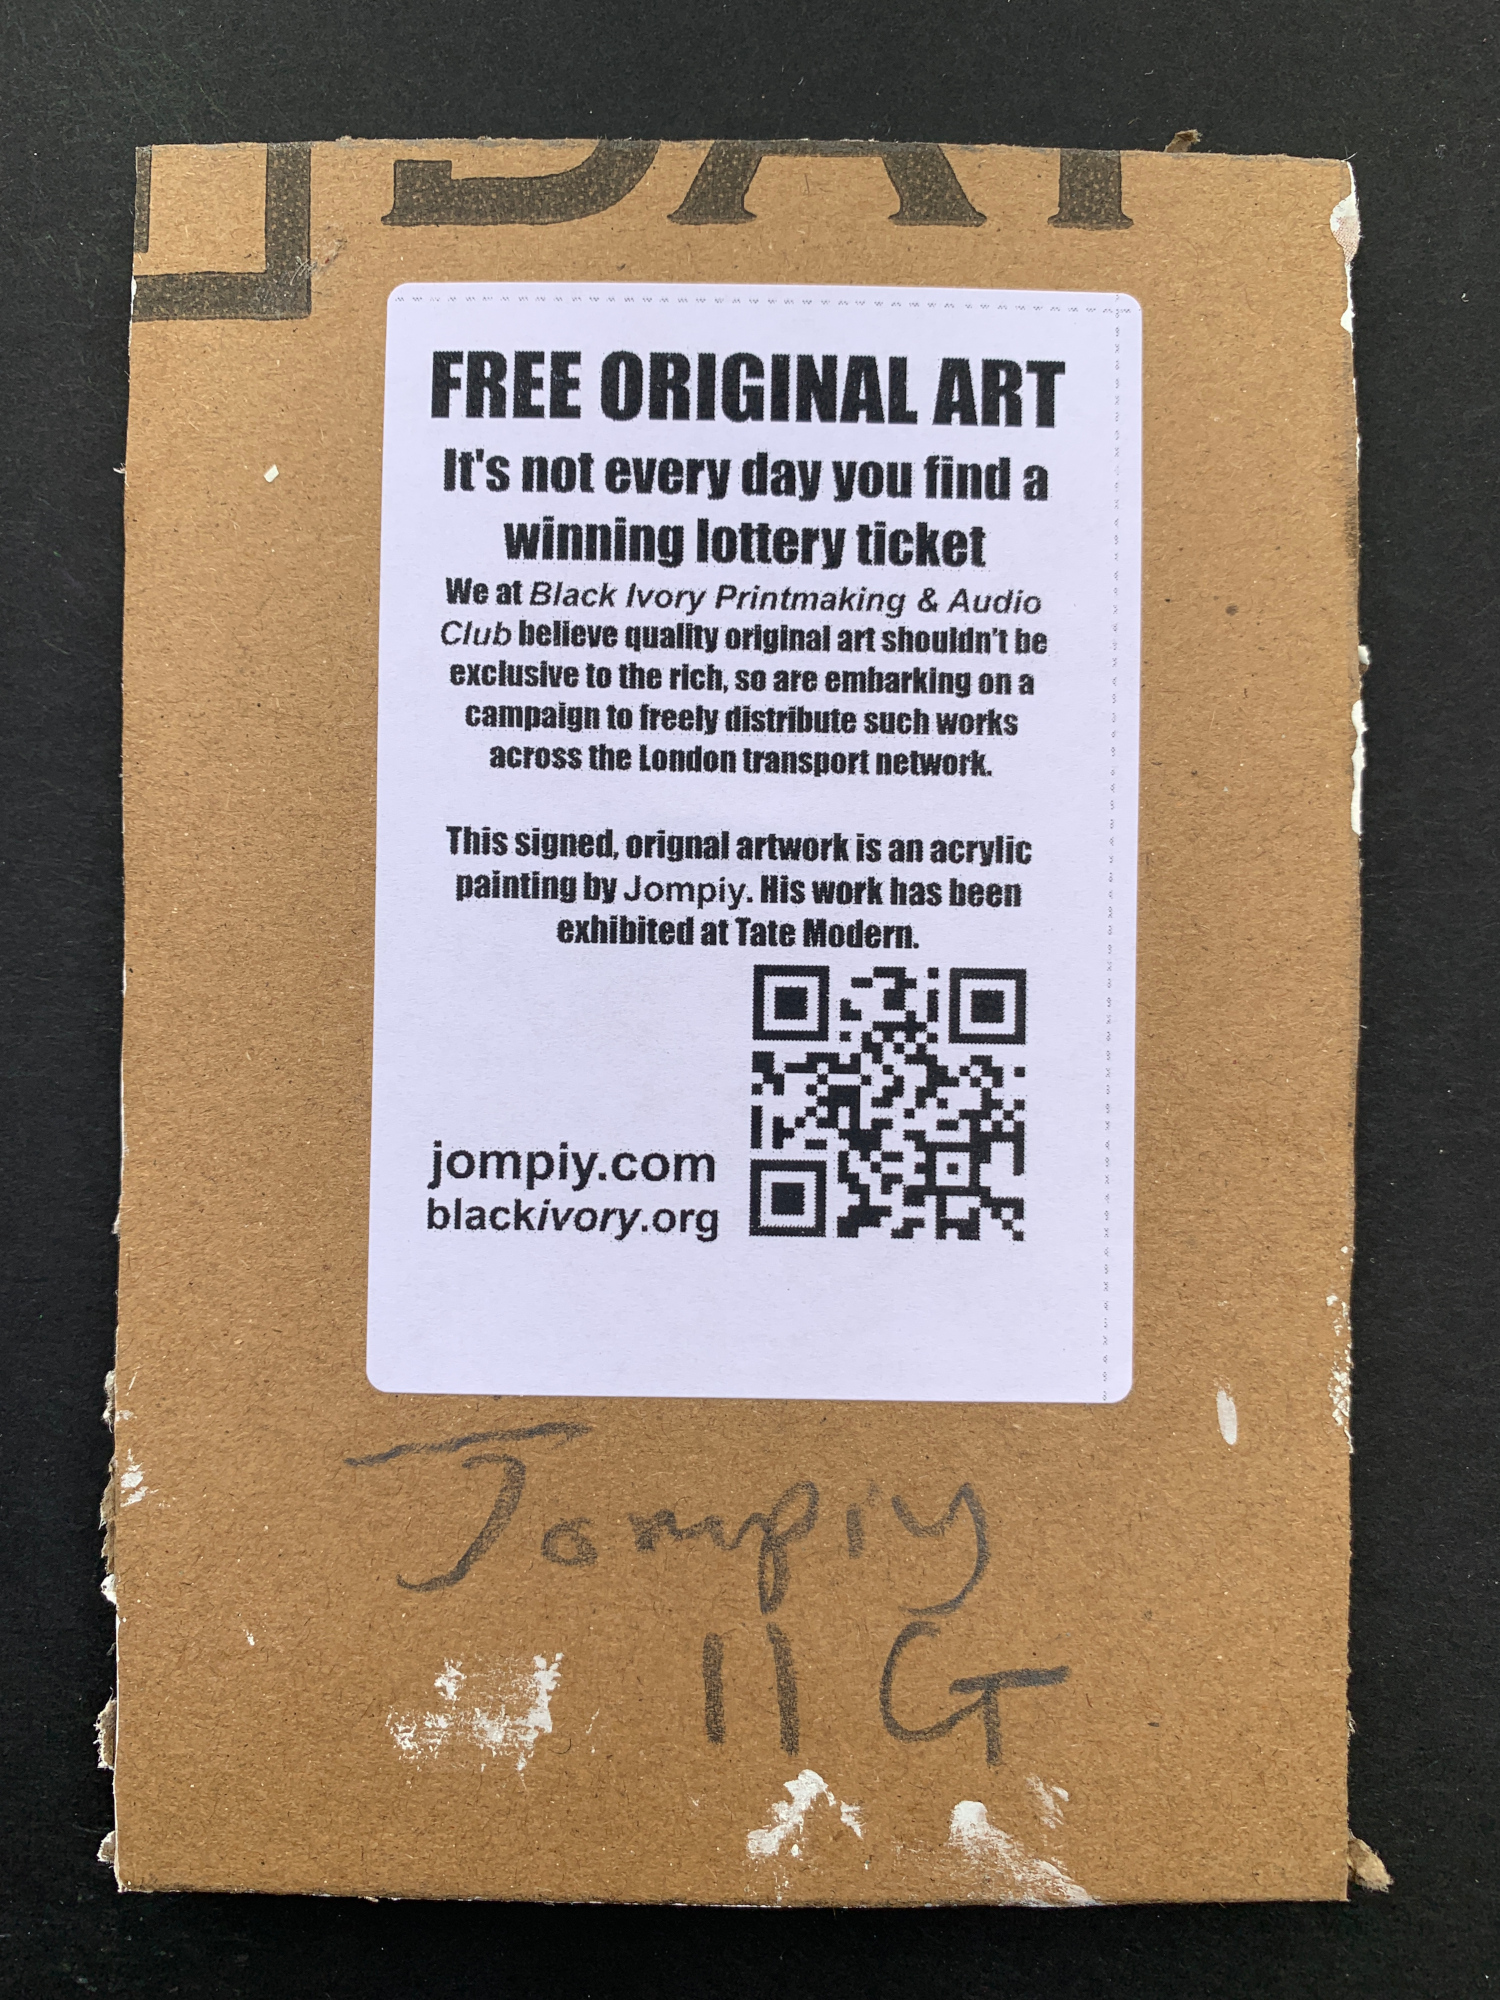 FREE ORIGINAL ART
It's not every day you find a
winning lottery ticket
We at Black Ivory Printmaking & Audio
Club believe quality original art shouldn't be
exclusive to the rich, so are embarking on a
campaign to freely distribute such works
across the London transport network.
This signed, orignal artwork is an acrylic
painting by Jompiy. His work has been
exhibited at Tate Modern.
jompiy.com
blackivory.org
Jompiy
11 G